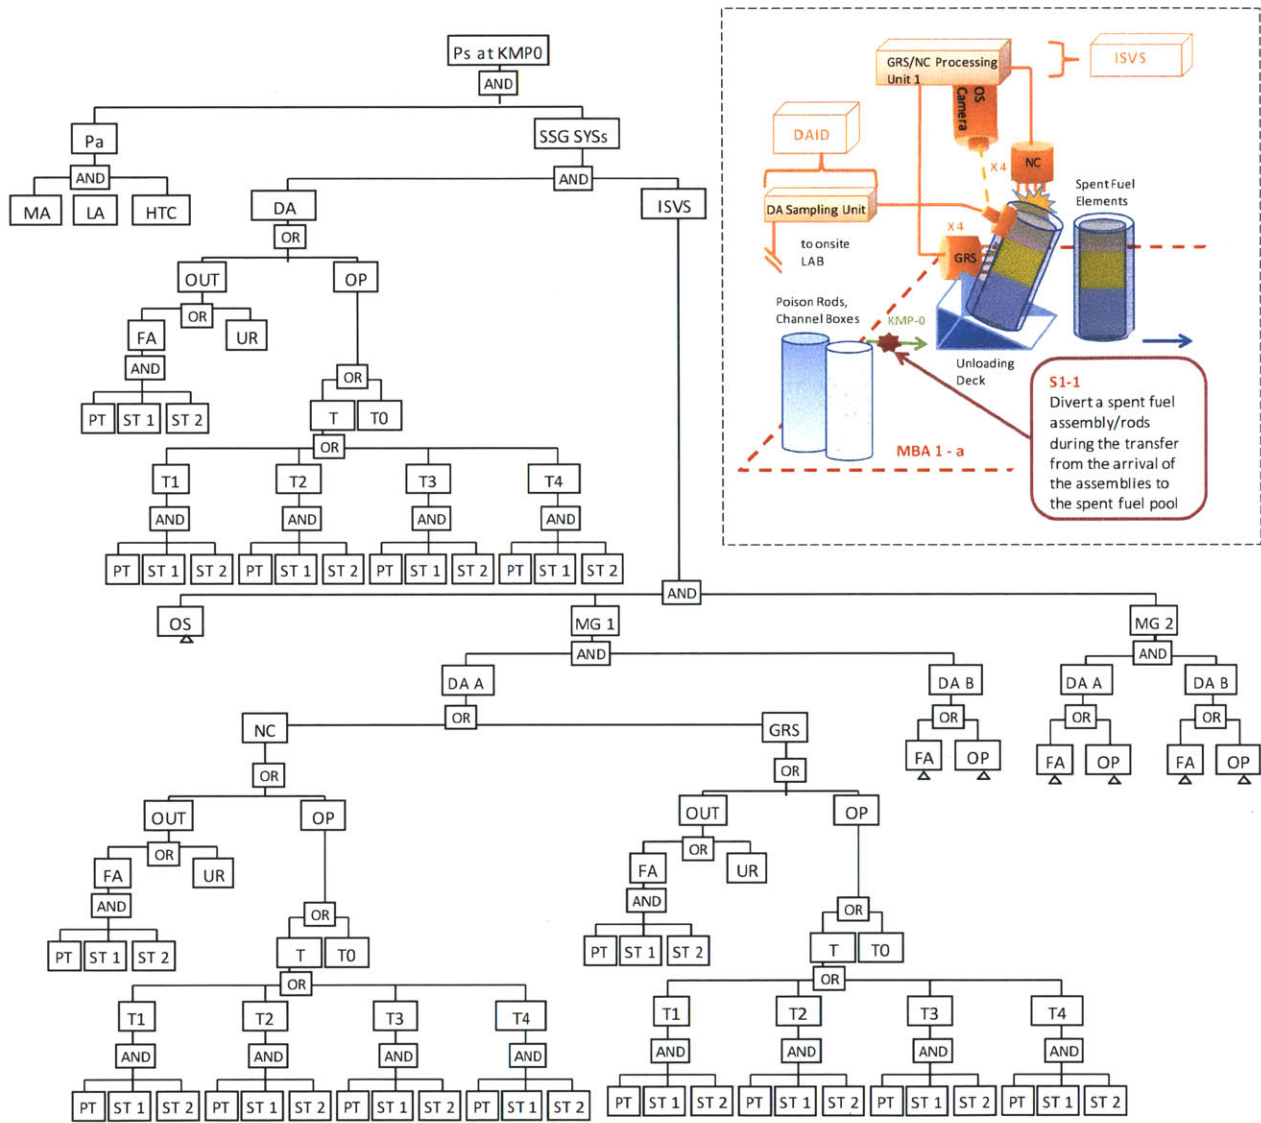 Ps at KMP0
AND
Pa
SSG SYSs
AND
AND
MA LA HTC
DA
ISVS
OR
OUT
OP
OR
FA
UR
AND
OR
PT ST 1 ST 2
T T0
OR
T1 T2 T3 T4
AND AND AND AND
PT ST 1 ST 2 PT ST 1 ST 2 PT ST 1 ST 2 PT ST 1 ST 2
AND
OS
MG 1
MG 2
AND
AND
DA A
DA B
DA A
DA B
OR
OR
OR
OR
NC
GRS
FA OP
FA OP
FA OP
OR
OR
OUT
OP
OUT
OP
OR
OR
FA
UR
FA
UR
AND
AND
OR
OR
PT ST 1 ST 2
T T0
PT ST 1 ST 2
T T0
OR
OR
T1 T2 T3 T4
T1 T2 T3 T4
AND AND AND AND
AND AND AND AND
PT ST 1 ST 2 PT ST 1 ST 2 PT ST 1 ST 2 PT ST 1 ST 2
PT ST 1 ST 2 PT ST 1 ST 2 PT ST 1 ST 2 PT ST 1 ST 2
GRS/NC Processing
Unit 1
ISVS
OS
Camera
DAID
X 4
NC
DA Sampling Unit
Spent Fuel
Elements
X 4
to onsite
LAB
GRS
Poison Rods,
Channel Boxes
KMP-0
Unloading
Deck
MBA 1 - a
S1-1
Divert a spent fuel
assembly/rods
during the transfer
from the arrival of
the assemblies to
the spent fuel pool